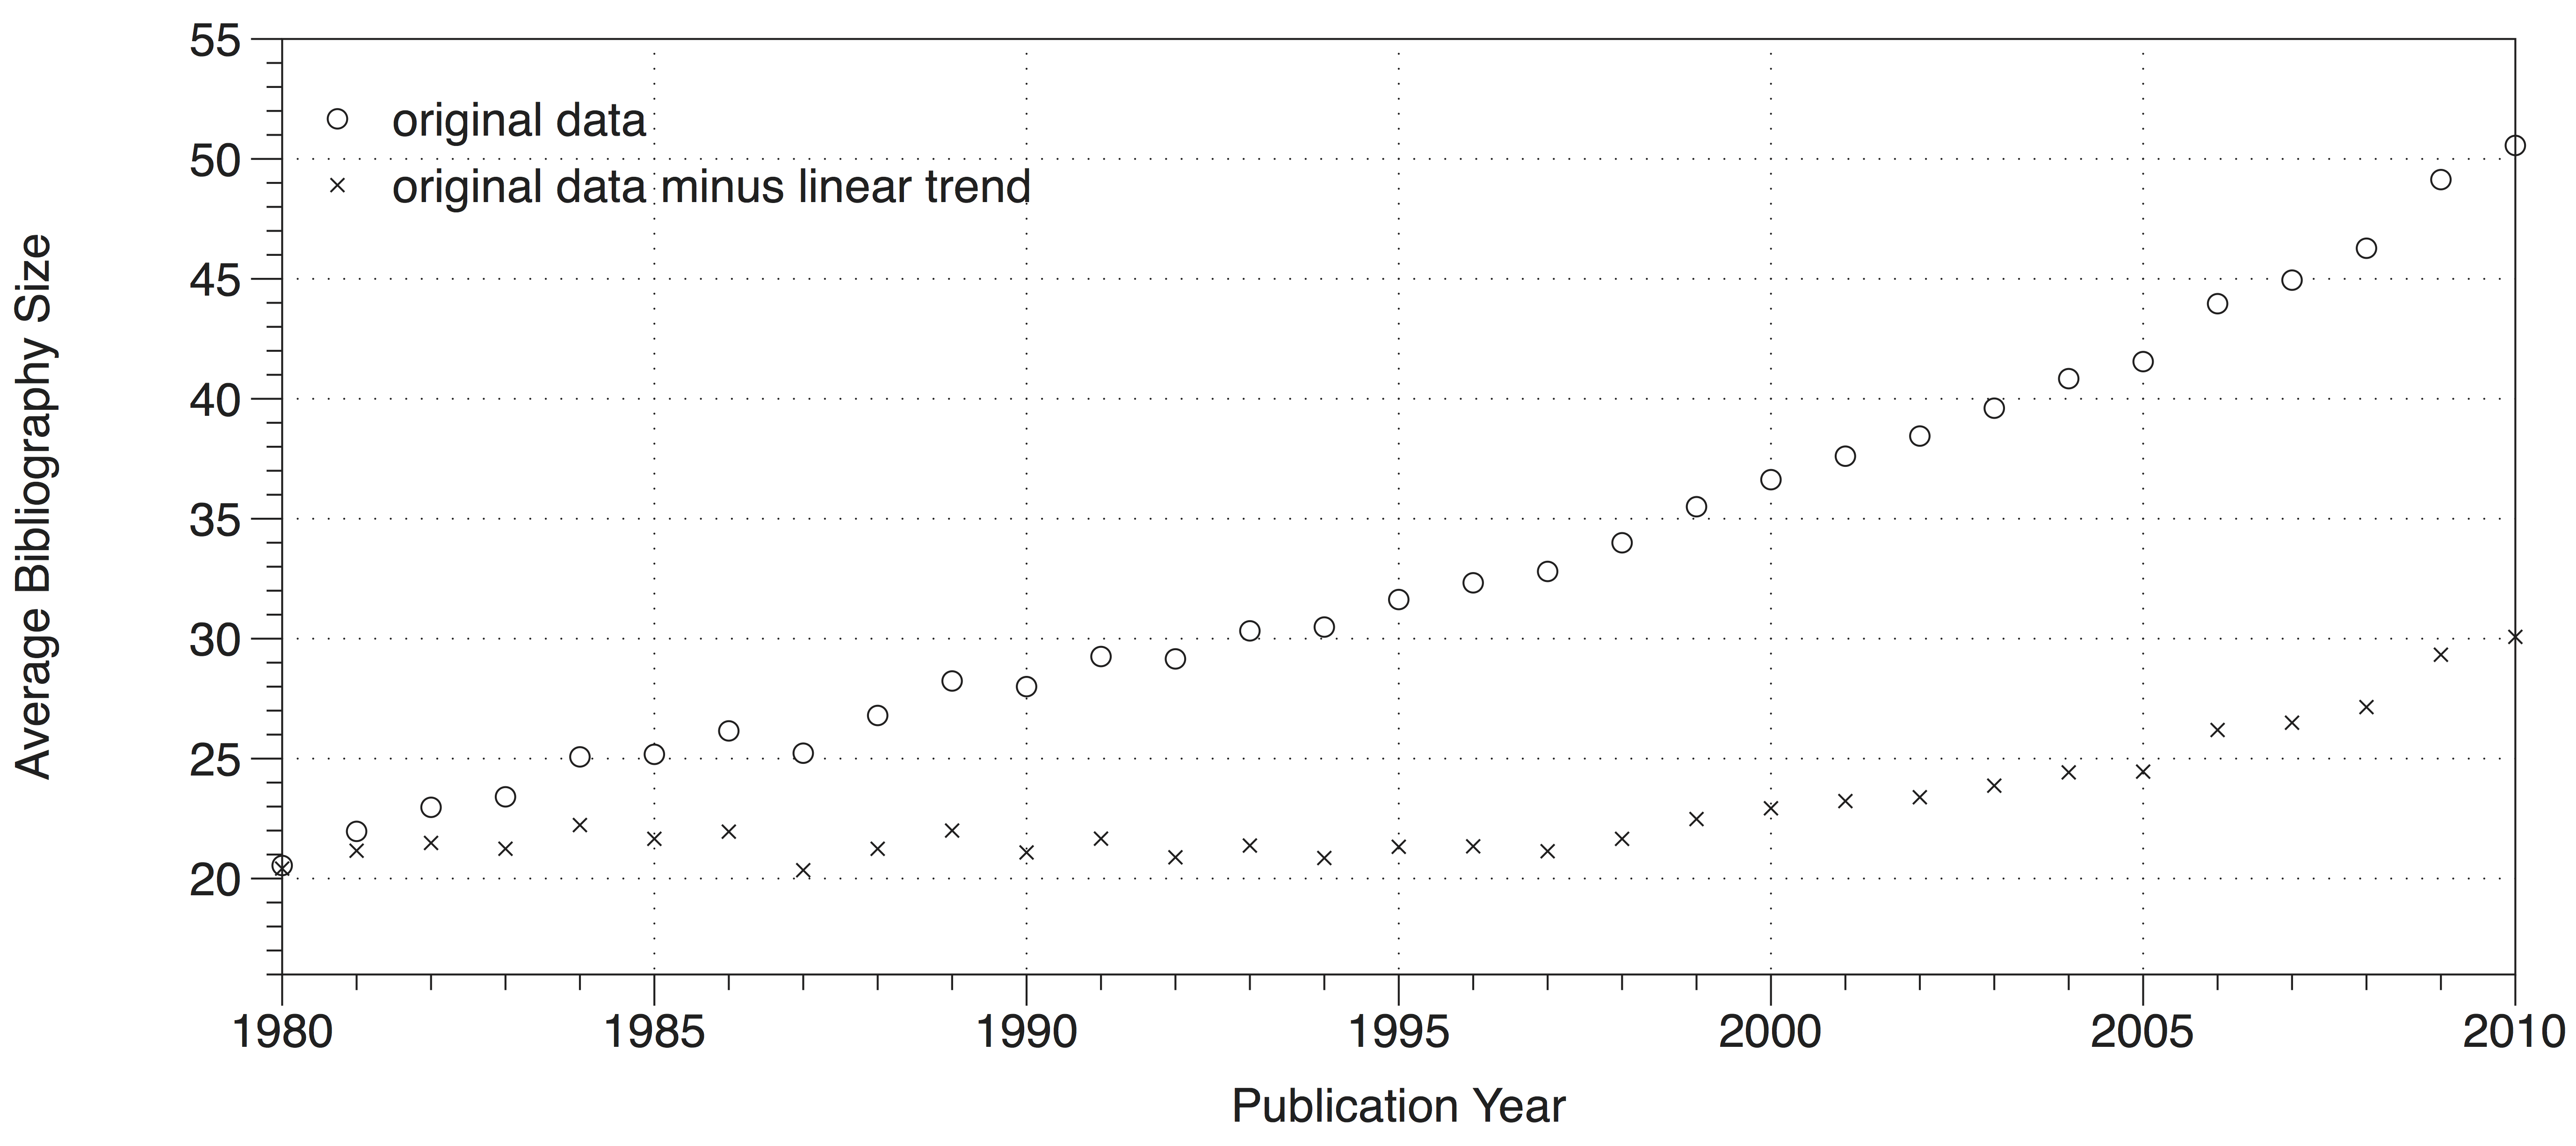 55
50
45
40
35
30
25
20
Average Bibliography Size
original data
original data minus linear trend
1980 1985 1990 1995 2000 2005 2010
Publication Year